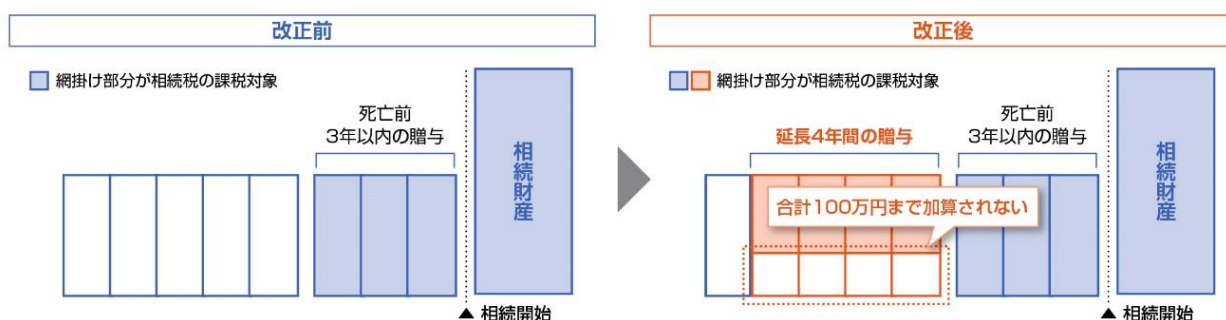 改正前
網掛け部分が相続税の課税対象
死亡前
3年以内の贈与
相続財産
▲ 相続開始
改正後
網掛け部分が相続税の課税対象
延長4年間の贈与
死亡前
3年以内の贈与
合計100万円まで加算されない
相続財産
▲ 相続開始